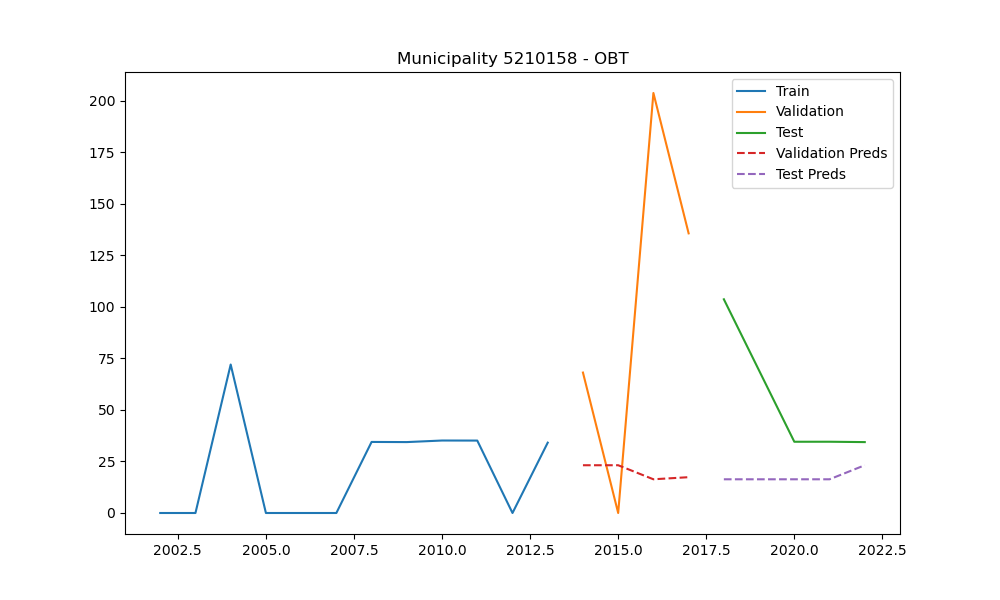 Municipality 5210158 - OBT
Train
Validation
Test
Validation Preds
Test Preds
200
175
150
125
100
75
50
25
0
2002.5 2005.0 2007.5 2010.0 2012.5 2015.0 2017.5 2020.0 2022.5